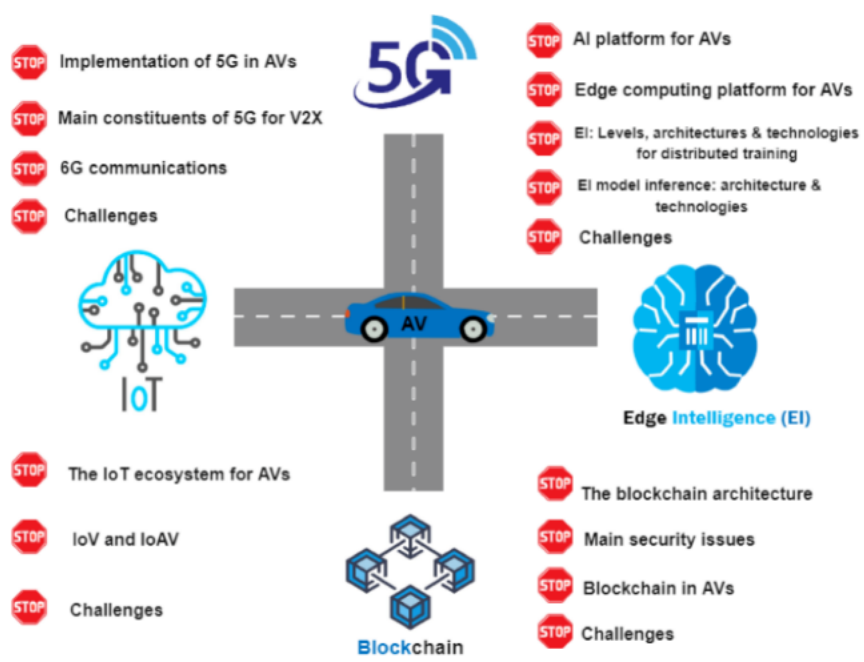 5G
STOP Implementation of 5G in AVs
STOP Main constituents of 5G for V2X
STOP 6G communications
STOP Challenges
STOP AI platform for AVs
STOP Edge computing platform for AVs
STOP EI: Levels, architectures & technologies
for distributed training
STOP EI model inference: architecture &
technologies
STOP Challenges
AV
IoT
Edge Intelligence (EI)
STOP The IoT ecosystem for AVs
STOP IoV and IoAV
STOP Challenges
STOP The blockchain architecture
STOP Main security issues
STOP Blockchain in AVs
STOP Challenges
Blockchain